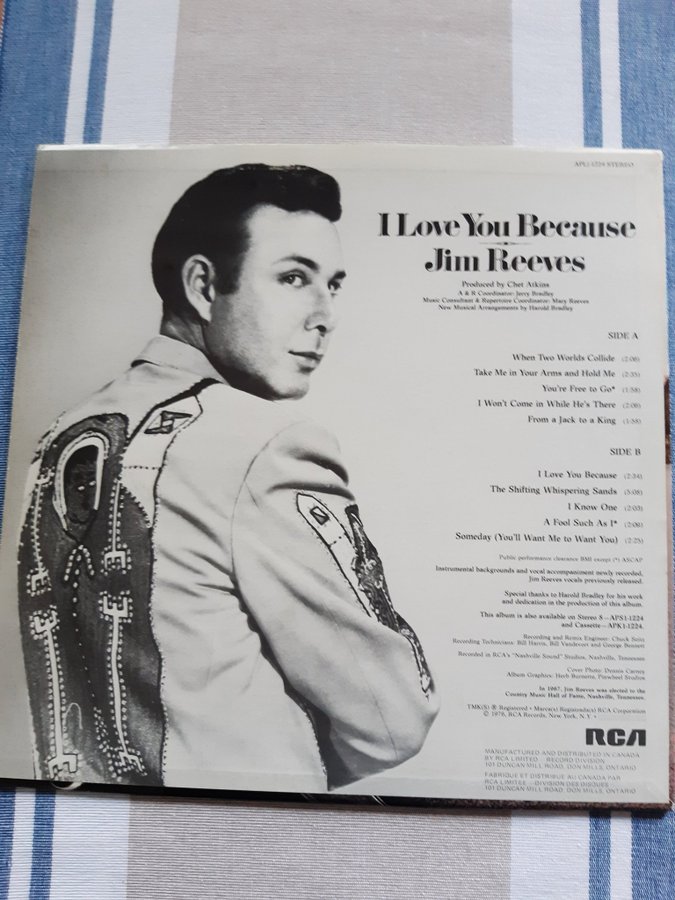 APL1-1224 STEREO
I Love You Because
Jim Reeves
Produced by Chet Atkins
A & R Coordinator: Jerry Bradley
Music Consultant & Repertoire Coordinator: Mary Reeves
New Musical Arrangements by Harold Bradley
SIDE A
When Two Worlds Collide (2:06)
Take Me in Your Arms and Hold Me (2:35)
You're Free to Go* (1:58)
I Won't Come in While He's There (2:09)
From a Jack to a King (1:58)
SIDE B
I Love You Because (2:34)
The Shifting Whispering Sands (5:08)
I Know One (2:03)
A Fool Such As I* (2:06)
Someday (You'll Want Me to Want You) (2:25)
Public performance clearance BMI except (*) ASCAP
Instrumental backgrounds and vocal accompaniment newly recorded.
Jim Reeves vocals previously released.
Special thanks to Harold Bradley for his work
and dedication in the production of this album.
This album is also available on Stereo 8—APS1-1224
and Cassette—APK1-1224.
Recording and Remix Engineer: Chuck
Recording Technicians: Bill Harris, Bill Vandevort and George Bennett
Recorded in RCA's "Nashville Sound" Studios, Nashville, Tennessee
Cover Photo: Dennis Carney
Album Graphics: Herb Burnette, Pinwheel Studios
In 1967, Jim Reeves was elected to the
Country Music Hall of Fame, Nashville, Tennessee.
TMK(S) ® Registered • Marca(s) Registrada(s) RCA Corporation
© 1976, RCA Records, New York, N.Y. •
RCA
MANUFACTURED AND DISTRIBUTED IN CANADA
BY RCA LIMITED — RECORD DIVISION
101 DUNCAN MILL ROAD, DON MILLS, ONTARIO
FABRIQUE ET DISTRIBUE AU CANADA PAR
RCA LIMITEE — DIVISION DES DISQUES
101 DUNCAN MILL ROAD, DON MILLS, ONTARIO